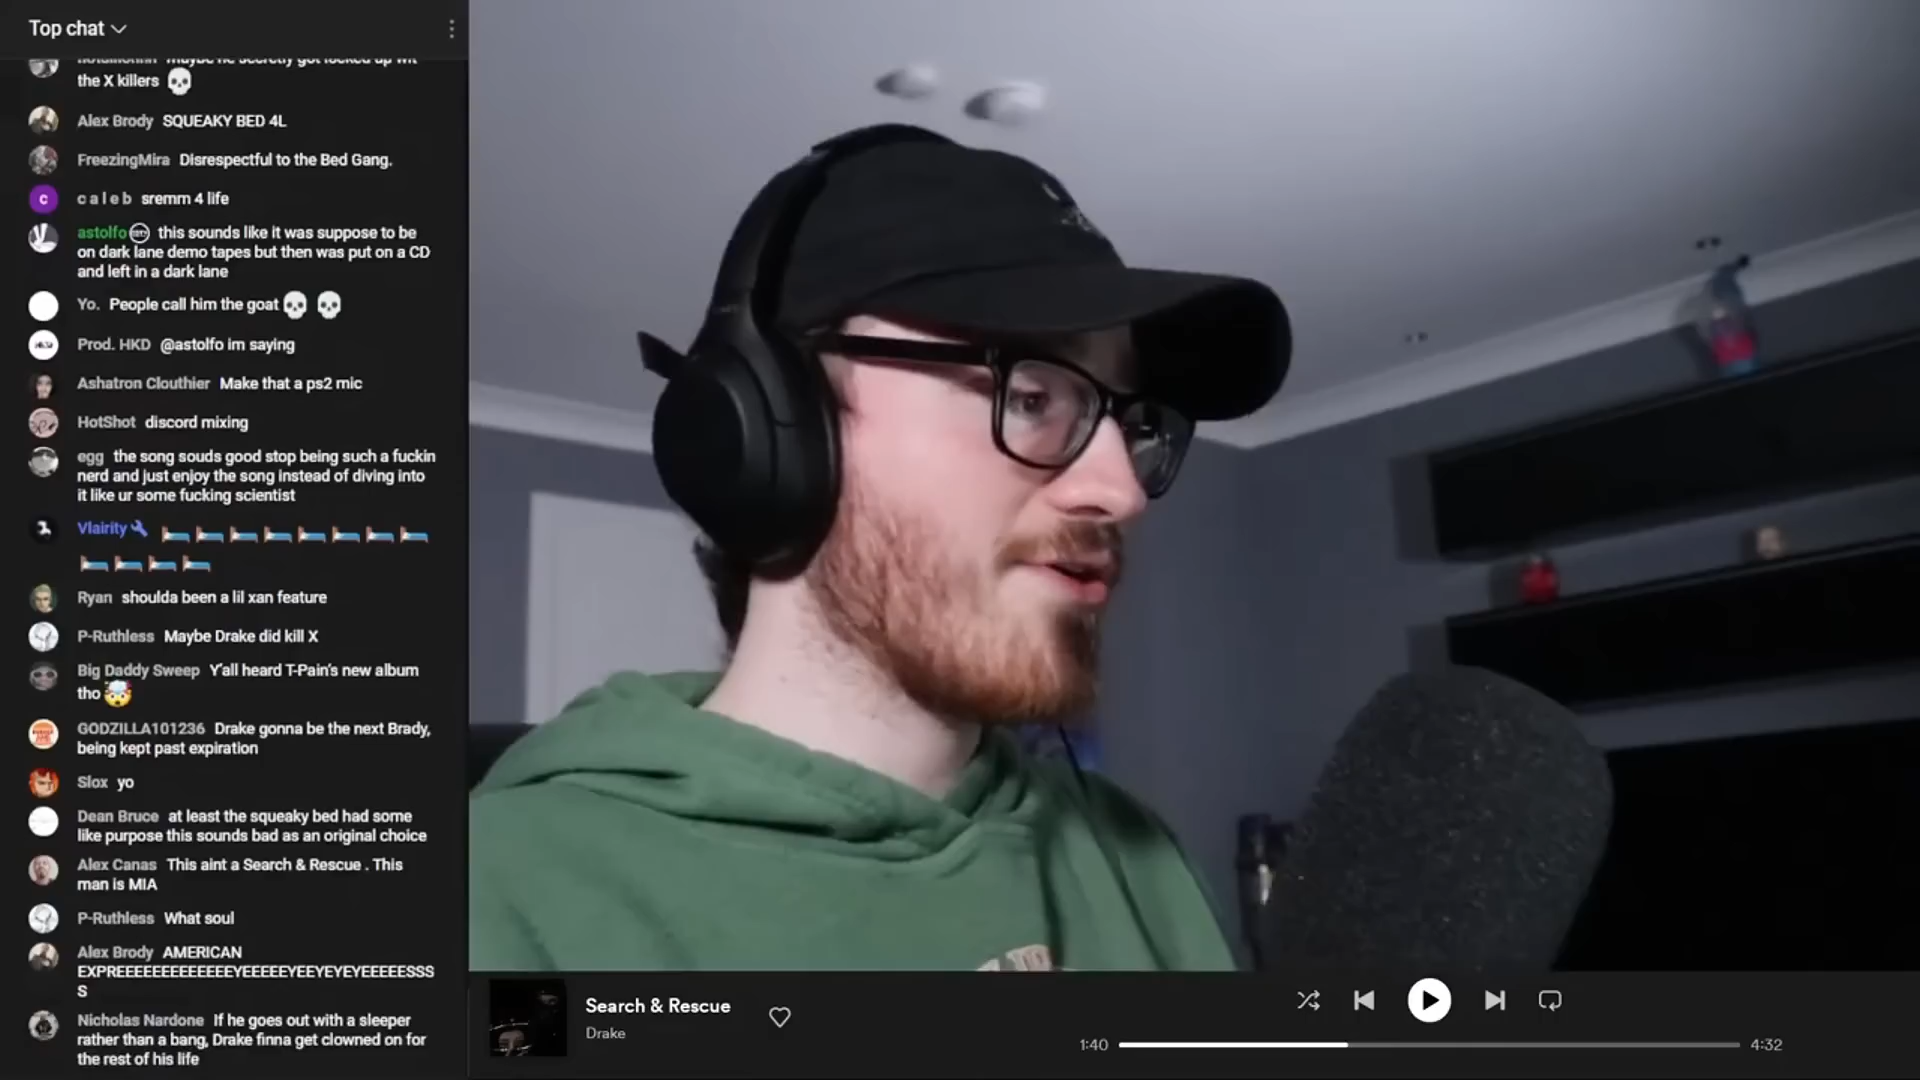 Top chat
maybe he secretly got locked up wit
the X killers
Alex Brody SQUEAKY BED 4L
FreezingMira Disrespectful to the Bed Gang.
c a l e b sremm 4 life
astolfo this sounds like it was suppose to be
on dark lane demo tapes but then was put on a CD
and left in a dark lane
Yo. People call him the goat
Prod. HKD @astolfo im saying
Ashatron Clouthier Make that a ps2 mic
HotShot discord mixing
egg the song souds good stop being such a fuckin
nerd and just enjoy the song instead of diving into
it like ur some fucking scientist
Vlairity
Ryan shoulda been a lil xan feature
P-Ruthless Maybe Drake did kill X
Big Daddy Sweep Y'all heard T-Pain's new album
tho
GODZILLA101236 Drake gonna be the next Brady,
being kept past expiration
Slox yo
Dean Bruce at least the squeaky bed had some
like purpose this sounds bad as an original choice
Alex Canas This aint a Search & Rescue . This
man is MIA
P-Ruthless What soul
Alex Brody AMERICAN
EXPREEEEEEEEEEEEEYEEEEEYEEYEYEYEEEEESSS
S
Nicholas Nardone If he goes out with a sleeper
rather than a bang, Drake finna get clowned on for
the rest of his life
Search & Rescue
Drake
1:40
4:32